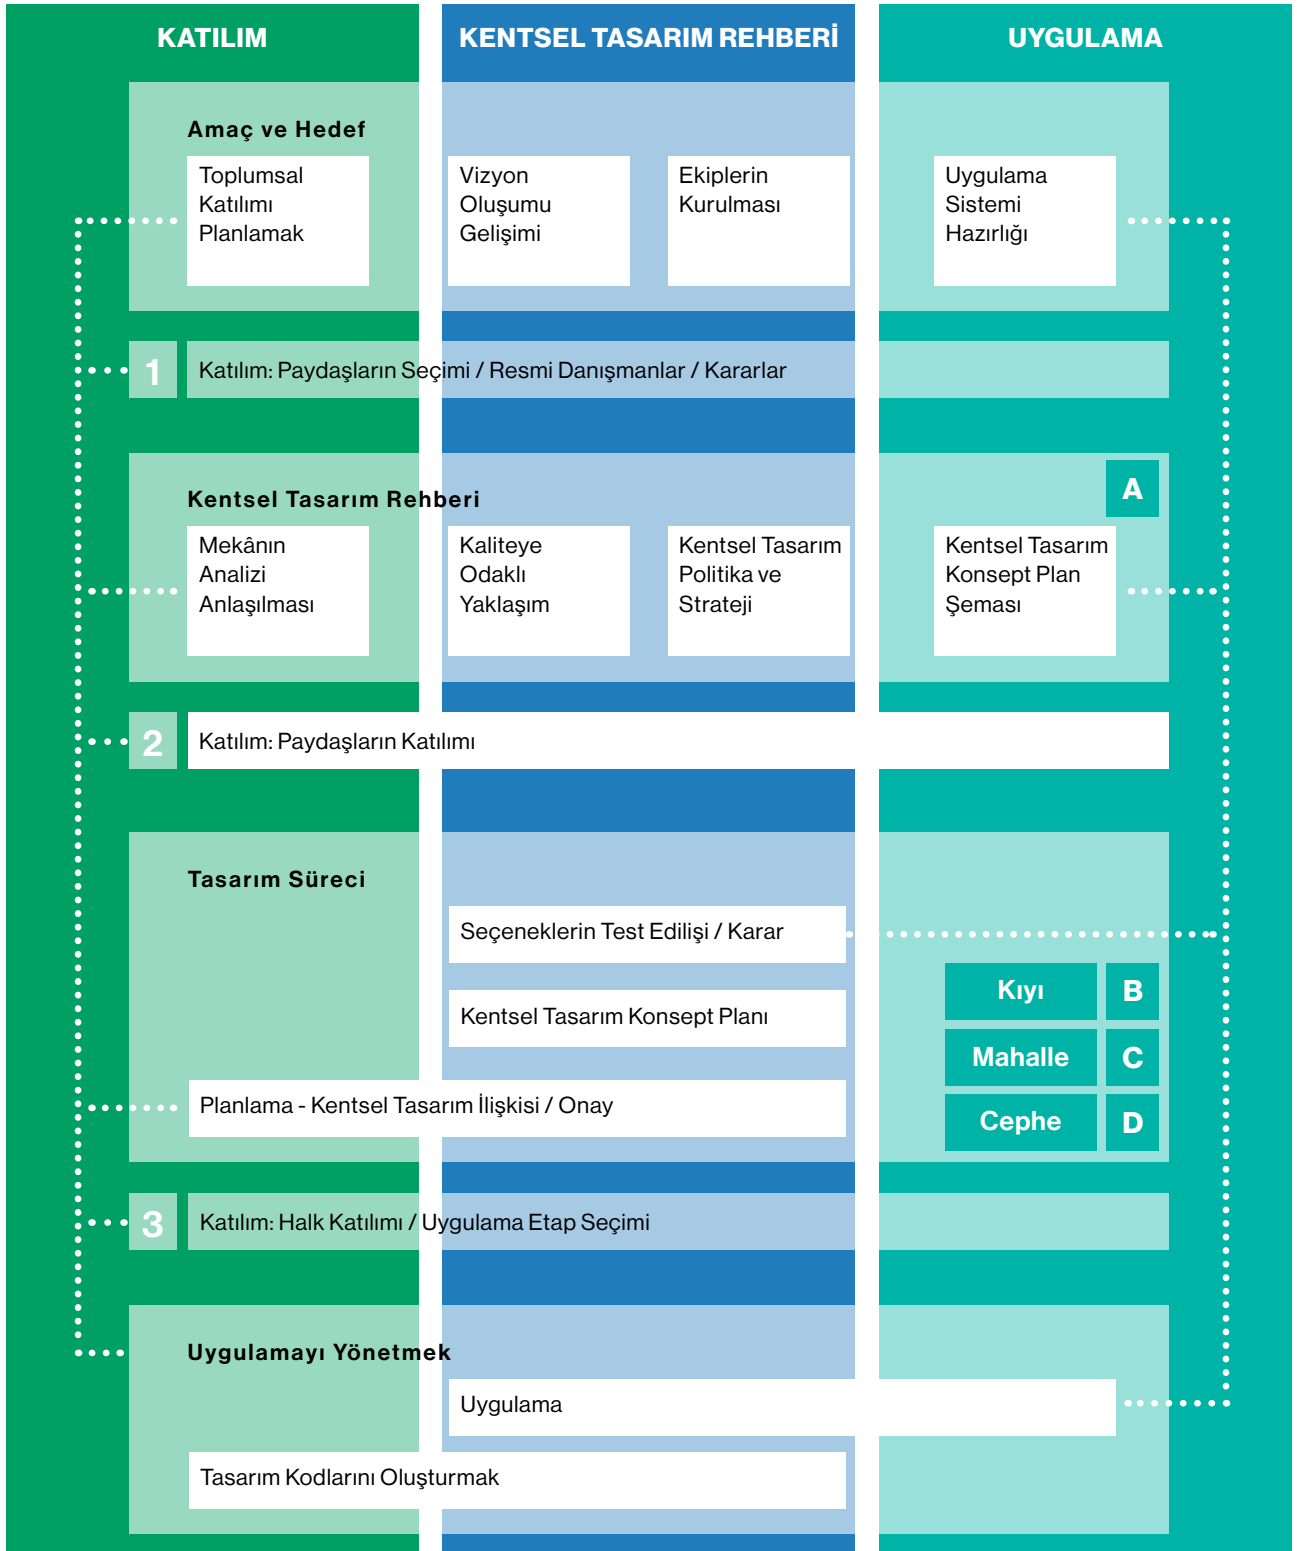 KATILIM
KENTSEL TASARIM REHBERİ
UYGULAMA
Amaç ve Hedef
Toplumsal
Katılımı
Planlamak
Vizyon
Oluşumu
Gelişimi
Ekiplerin
Kurulması
Uygulama
Sistemi
Hazırlığı
1
Katılım: Paydaşların Seçimi / Resmi Danışmanlar / Kararlar
A
Kentsel Tasarım Rehberi
Mekânın
Analizi
Anlaşılması
Kaliteye
Odaklı
Yaklaşım
Kentsel Tasarım
Politika ve
Strateji
Kentsel Tasarım
Konsept Plan
Şeması
2
Katılım: Paydaşların Katılımı
Tasarım Süreci
Seçeneklerin Test Edilişi / Karar
Kentsel Tasarım Konsept Planı
Planlama - Kentsel Tasarım İlişkisi / Onay
Kıyı B
Mahalle C
Cephe D
3
Katılım: Halk Katılımı / Uygulama Etap Seçimi
Uygulamayı Yönetmek
Uygulama
Tasarım Kodlarını Oluşturmak